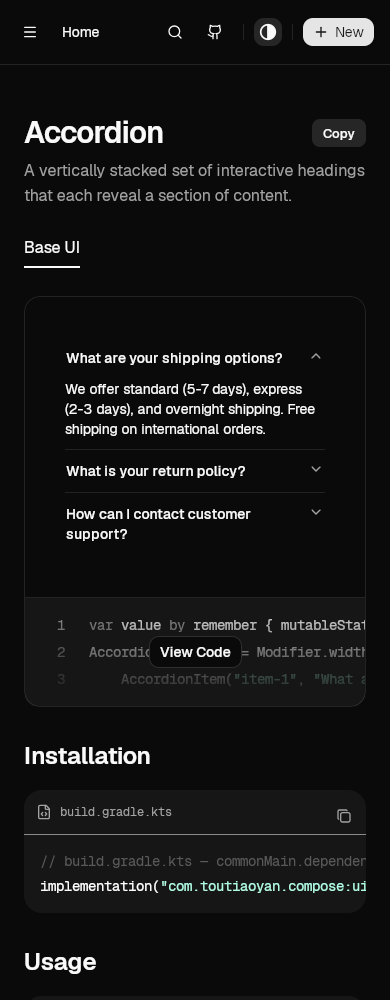 Home
New
Accordion
Copy
A vertically stacked set of interactive headings
that each reveal a section of content.
Base UI
What are your shipping options?
We offer standard (5-7 days), express
(2-3 days), and overnight shipping. Free
shipping on international orders.
What is your return policy?
How can I contact customer
support?
1 var value by remember { mutableStat
2 Accordio = Modifier.width
View Code
3 AccordionItem("item-1", "What a
Installation
build.gradle.kts
// build.gradle.kts — commonMain.dependen
implementation("com.toutiaoyan.compose:ui
Usage